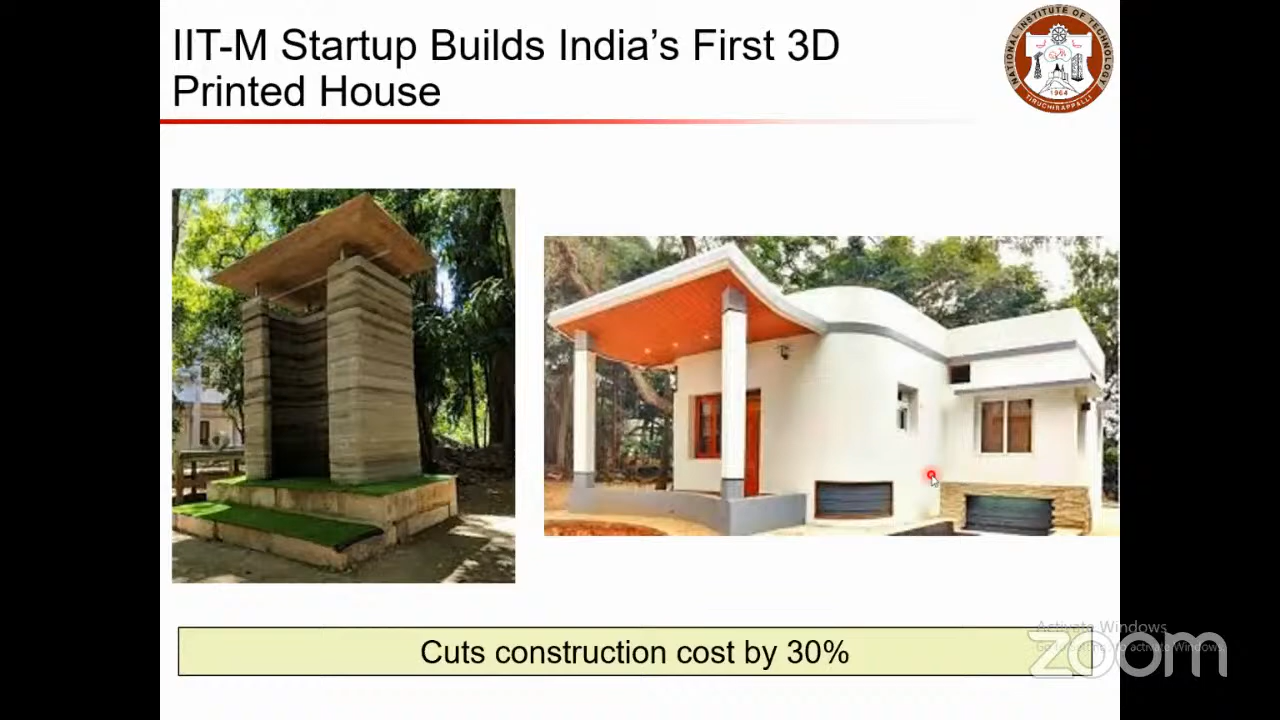 IIT-M Startup Builds India’s First 3D
Printed House
NATIONAL INSTITUTE OF TECHNOLOGY
1964
TIRUCHIRAPPALLI
Cuts construction cost by 30%
Activate Windows
zoom